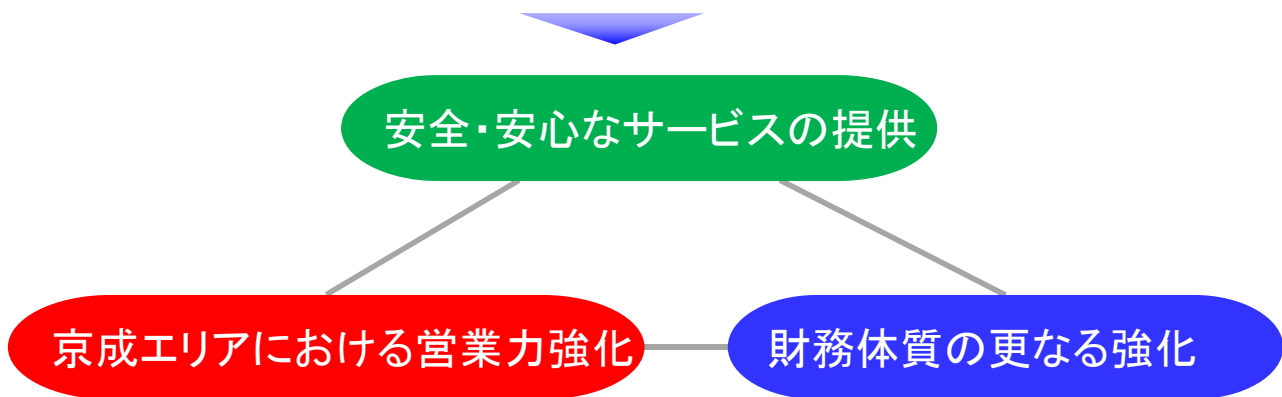 安全・安心なサービスの提供
京成エリアにおける営業力強化
財務体質の更なる強化